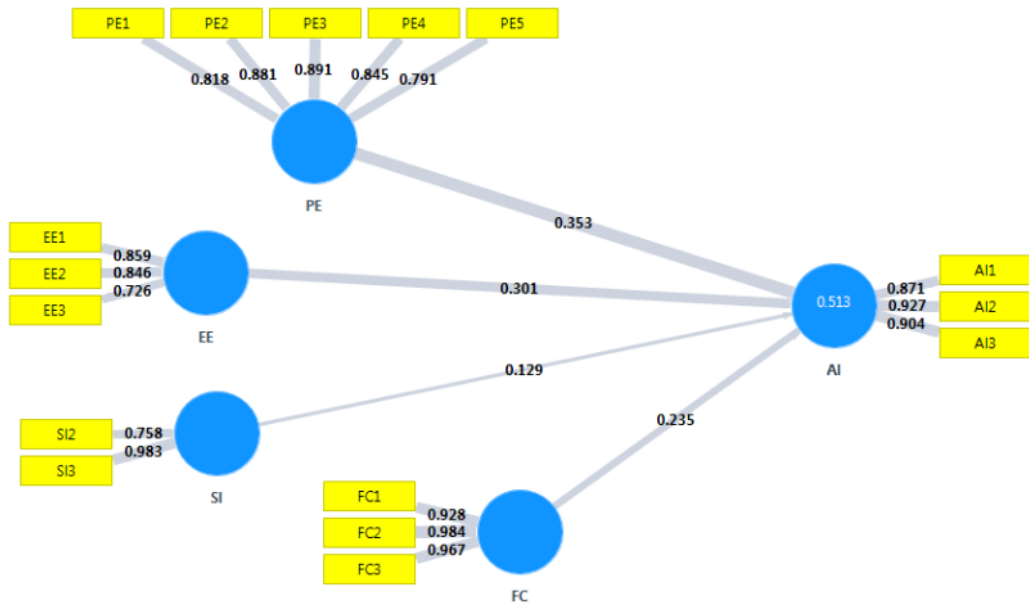 PE1 PE2 PE3 PE4 PE5
0.818 0.881 0.891 0.845 0.791
PE
0.353
EE1
EE2
EE3
0.859
0.846
0.726
EE
0.301
SI2
SI3
0.758
0.983
SI
0.129
FC1
FC2
FC3
0.928
0.984
0.967
FC
0.235
0.513
AI
0.871
0.927
0.904
AI1
AI2
AI3